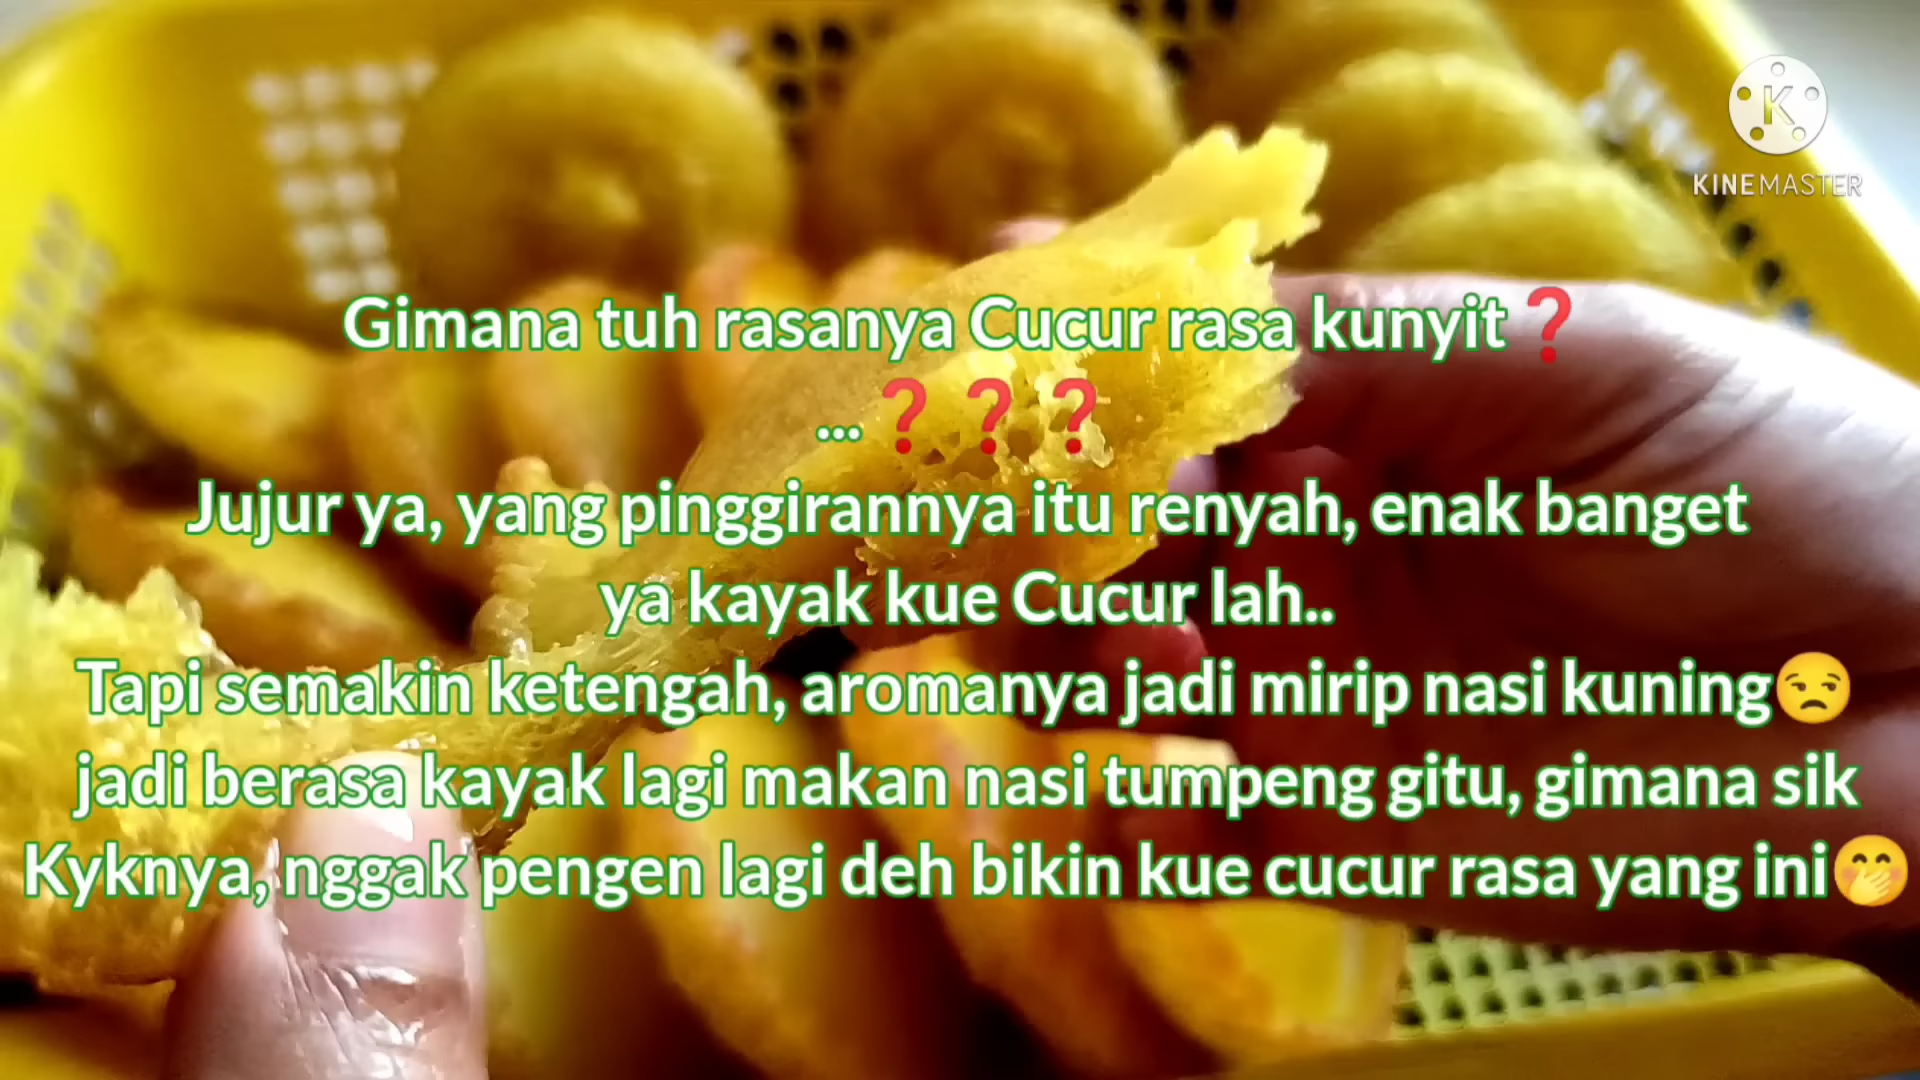 KINEMASTER
Gimana tuh rasanya Cucur rasa kunyit❓
...❓❓❓
Jujur ya, yang pinggirannya itu renyah, enak banget
ya kayak kue Cucur lah..
Tapi semakin ketengah, aromanya jadi mirip nasi kuning😒
jadi berasa kayak lagi makan nasi tumpeng gitu, gimana sik
Kyknya, nggak pengen lagi deh bikin kue cucur rasa yang ini🤭